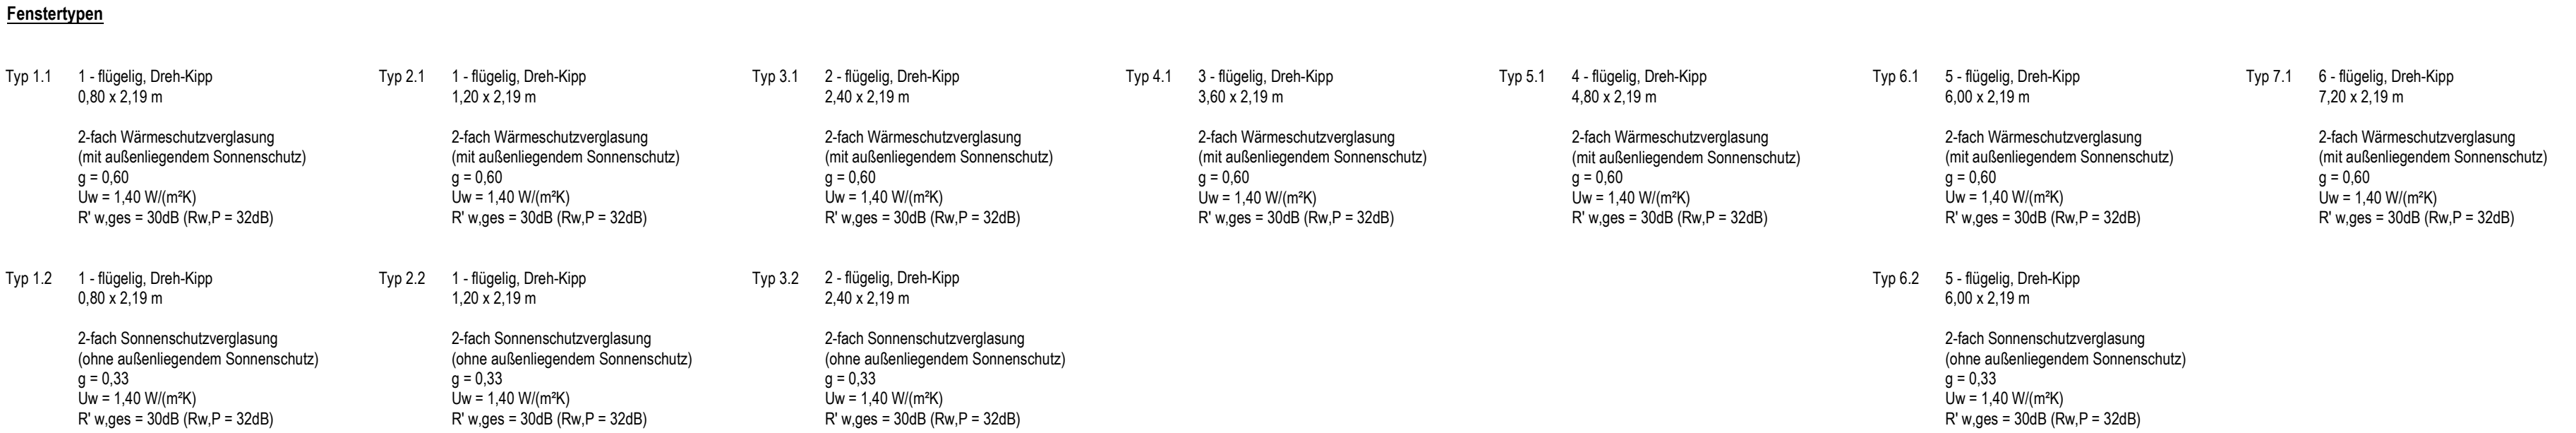 Fenstertypen
Typ 1.1 1 - flügelig, Dreh-Kipp
0,80 x 2,19 m
2-fach Wärmeschutzverglasung
(mit außenliegendem Sonnenschutz)
g = 0,60
Uw = 1,40 W/(m²K)
R' w,ges = 30dB (Rw,P = 32dB)
Typ 2.1 1 - flügelig, Dreh-Kipp
1,20 x 2,19 m
2-fach Wärmeschutzverglasung
(mit außenliegendem Sonnenschutz)
g = 0,60
Uw = 1,40 W/(m²K)
R' w,ges = 30dB (Rw,P = 32dB)
Typ 3.1 2 - flügelig, Dreh-Kipp
2,40 x 2,19 m
2-fach Wärmeschutzverglasung
(mit außenliegendem Sonnenschutz)
g = 0,60
Uw = 1,40 W/(m²K)
R' w,ges = 30dB (Rw,P = 32dB)
Typ 4.1 3 - flügelig, Dreh-Kipp
3,60 x 2,19 m
2-fach Wärmeschutzverglasung
(mit außenliegendem Sonnenschutz)
g = 0,60
Uw = 1,40 W/(m²K)
R' w,ges = 30dB (Rw,P = 32dB)
Typ 5.1 4 - flügelig, Dreh-Kipp
4,80 x 2,19 m
2-fach Wärmeschutzverglasung
(mit außenliegendem Sonnenschutz)
g = 0,60
Uw = 1,40 W/(m²K)
R' w,ges = 30dB (Rw,P = 32dB)
Typ 6.1 5 - flügelig, Dreh-Kipp
6,00 x 2,19 m
2-fach Wärmeschutzverglasung
(mit außenliegendem Sonnenschutz)
g = 0,60
Uw = 1,40 W/(m²K)
R' w,ges = 30dB (Rw,P = 32dB)
Typ 7.1 6 - flügelig, Dreh-Kipp
7,20 x 2,19 m
2-fach Wärmeschutzverglasung
(mit außenliegendem Sonnenschutz)
g = 0,60
Uw = 1,40 W/(m²K)
R' w,ges = 30dB (Rw,P = 32dB)
Typ 1.2 1 - flügelig, Dreh-Kipp
0,80 x 2,19 m
2-fach Sonnenschutzverglasung
(ohne außenliegendem Sonnenschutz)
g = 0,33
Uw = 1,40 W/(m²K)
R' w,ges = 30dB (Rw,P = 32dB)
Typ 2.2 1 - flügelig, Dreh-Kipp
1,20 x 2,19 m
2-fach Sonnenschutzverglasung
(ohne außenliegendem Sonnenschutz)
g = 0,33
Uw = 1,40 W/(m²K)
R' w,ges = 30dB (Rw,P = 32dB)
Typ 3.2 2 - flügelig, Dreh-Kipp
2,40 x 2,19 m
2-fach Sonnenschutzverglasung
(ohne außenliegendem Sonnenschutz)
g = 0,33
Uw = 1,40 W/(m²K)
R' w,ges = 30dB (Rw,P = 32dB)
Typ 6.2 5 - flügelig, Dreh-Kipp
6,00 x 2,19 m
2-fach Sonnenschutzverglasung
(ohne außenliegendem Sonnenschutz)
g = 0,33
Uw = 1,40 W/(m²K)
R' w,ges = 30dB (Rw,P = 32dB)